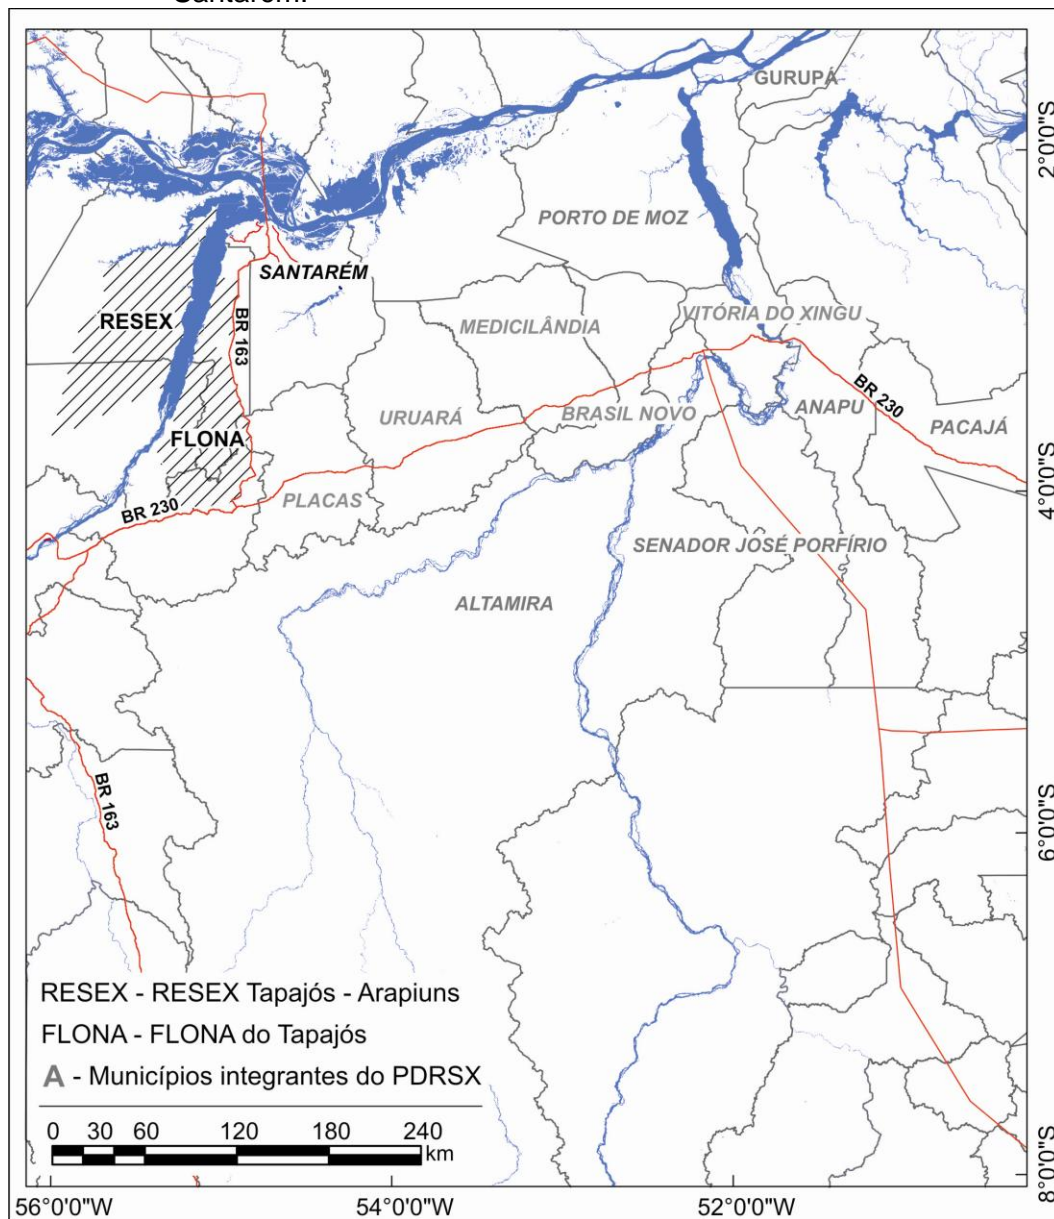 Santarém.
GURUPÁ
2°0'0"S
PORTO DE MOZ
SANTARÉM
RESEX
BR 163
MEDICILÂNDIA
VITÓRIA DO XINGU
URUARÁ
BRASIL NOVO
ANAPU
BR 230
PACAJÁ
FLONA
PLACAS
BR 230
4°0'0"S
SENADOR JOSÉ PORFÍRIO
ALTAMIRA
BR 163
6°0'0"S
RESEX - RESEX Tapajós - Arapiuns
FLONA - FLONA do Tapajós
A - Municípios integrantes do PDRSX
0 30 60 120 180 240
km
8°0'0"S
56°0'0"W 54°0'0"W 52°0'0"W